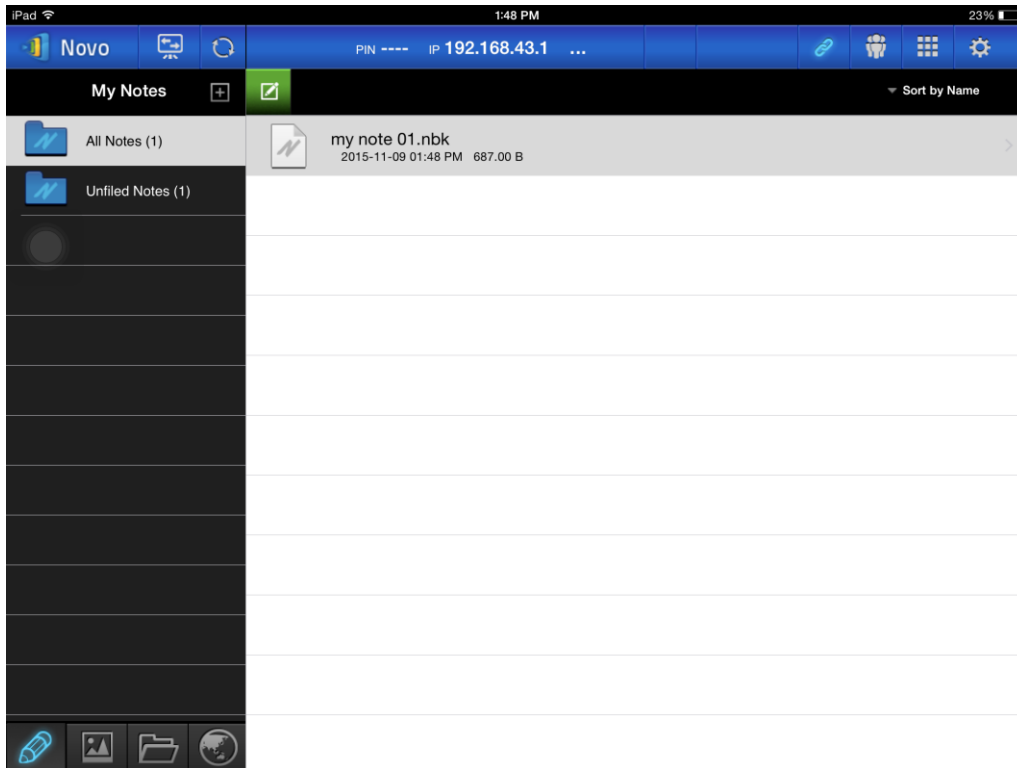 iPad 1:48 PM 23%
Novo PIN ---- IP 192.168.43.1 ...
My Notes Sort by Name
All Notes (1)
my note 01.nbk
2015-11-09 01:48 PM 687.00 B
Unfiled Notes (1)